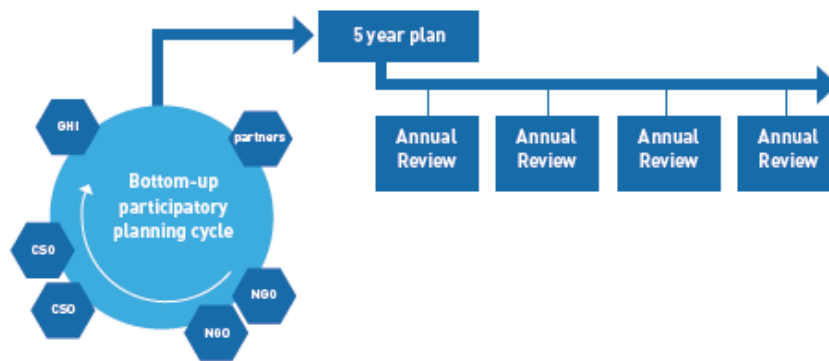 5 year plan
GHI
partners
Bottom-up
participatory
planning cycle
CSO
CSO
NGO
NGO
Annual
Review
Annual
Review
Annual
Review
Annual
Review